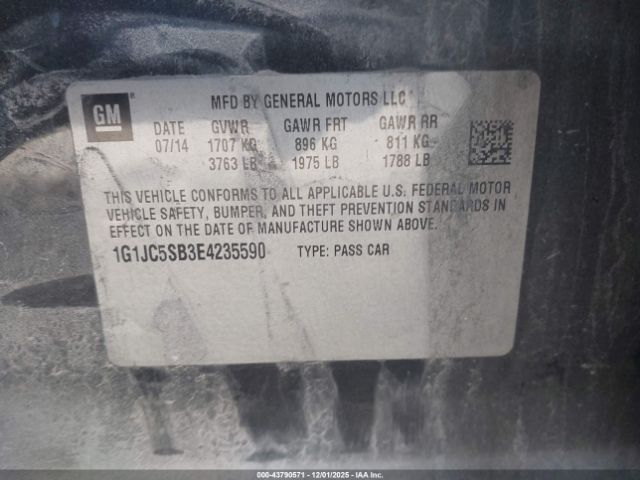 GM
MFD BY GENERAL MOTORS LLC
DATE GVWR GAWR FRT GAWR RR
07/14 1707 KG 896 KG 811 KG
3763 LB 1975 LB 1788 LB
THIS VEHICLE CONFORMS TO ALL APPLICABLE U.S. FEDERAL MOTOR
VEHICLE SAFETY, BUMPER, AND THEFT PREVENTION STANDARDS IN
EFFECT ON THE DATE OF MANUFACTURE SHOWN ABOVE.
1G1JC5SB3E4235590 TYPE: PASS CAR
000-43790571 - 12/01/2025 - IAA Inc.